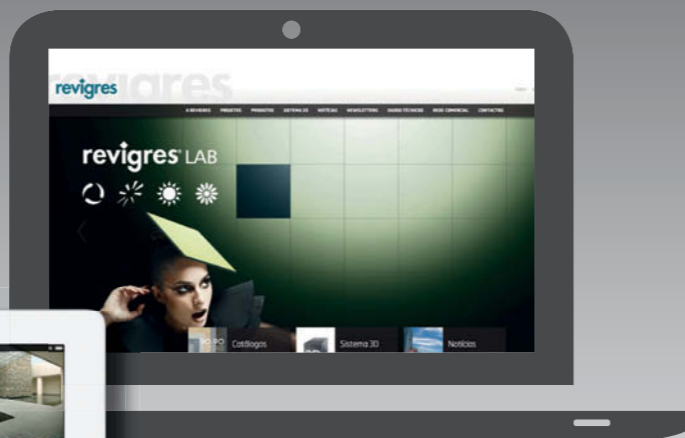 revigres
revigres
A REVIGRES PROJETOS PRODUTOS SISTEMA 3D NOTÍCIAS NEWSLETTERS DADOS TÉCNICOS REDE COMERCIAL CONTACTOS
revigres LAB
Catálogos Sistema 3D Notícias